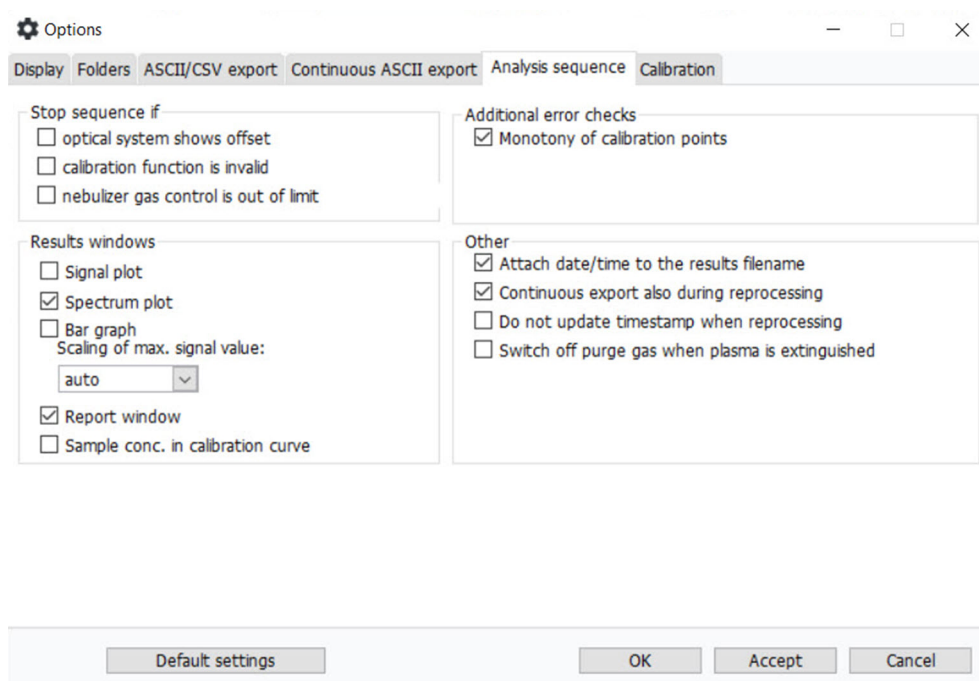 Options
Display Folders ASCII/CSV export Continuous ASCII export Analysis sequence Calibration
Stop sequence if
optical system shows offset
calibration function is invalid
nebulizer gas control is out of limit
Additional error checks
Monotony of calibration points
Results windows
Signal plot
Spectrum plot
Bar graph
Scaling of max. signal value:
auto
Report window
Sample conc. in calibration curve
Other
Attach date/time to the results filename
Continuous export also during reprocessing
Do not update timestamp when reprocessing
Switch off purge gas when plasma is extinguished
Default settings OK Accept Cancel